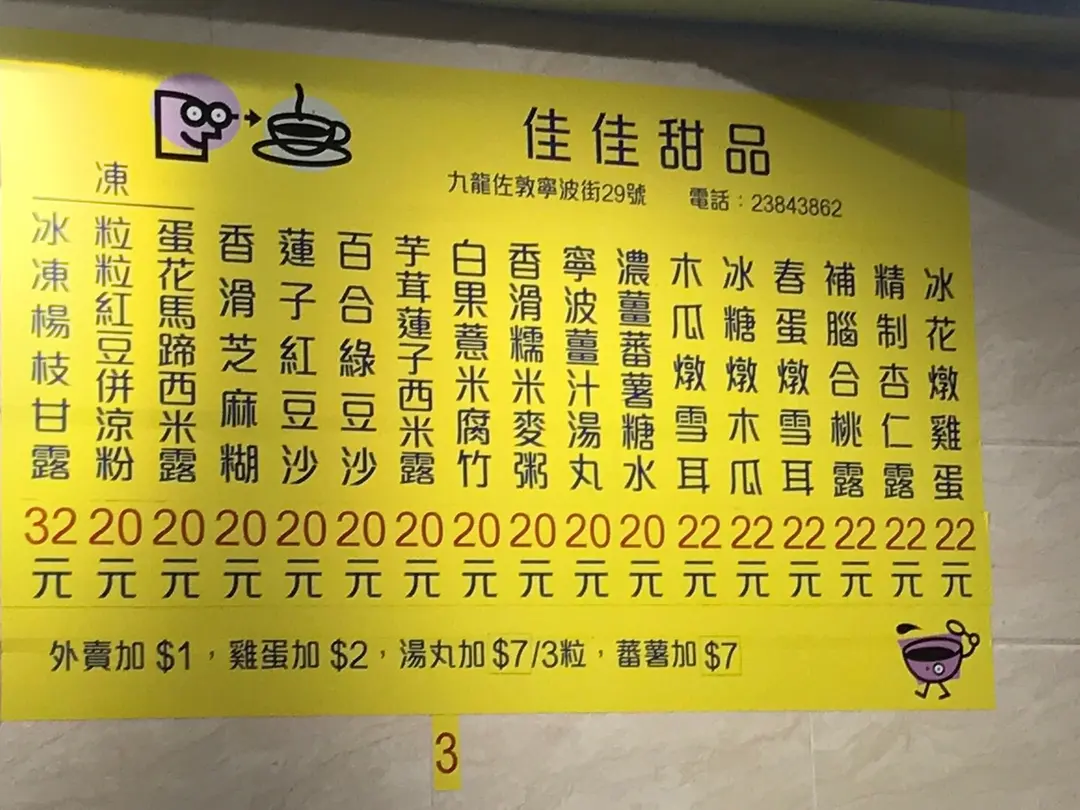 佳佳甜品
九龍佐敦寧波街29號 電話：23843862
冰花燉雞蛋 22元
精制杏仁露 22元
補腦合桃露 22元
春蛋燉雪耳 22元
冰糖燉木瓜 22元
木瓜燉雪耳 22元
濃薑蕃薯糖水 20元
寧波薑汁湯丸 20元
香滑糯米麥粥 20元
白果薏米腐竹 20元
芋茸蓮子西米露 20元
百合綠豆沙 20元
蓮子紅豆沙 20元
香滑芝麻糊 20元
凍
蛋花馬蹄西米露 20元
粒粒紅豆併涼粉 20元
冰凍楊枝甘露 32元
外賣加 $1，雞蛋加 $2，湯丸加 $7/3粒，蕃薯加 $7
3